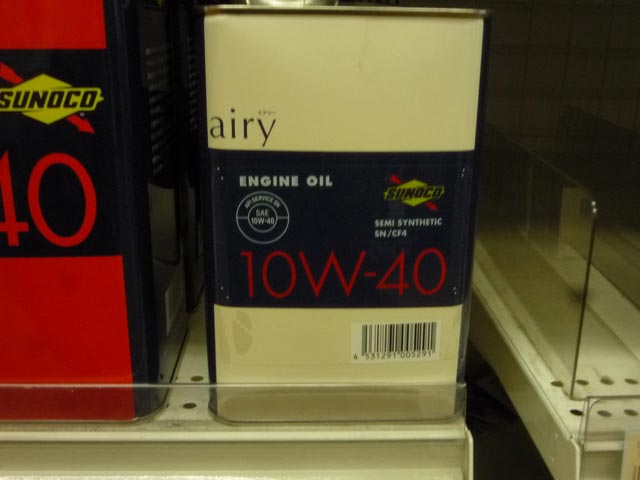 SUNOCO
40
airy
エアリー
ENGINE OIL
API SERVICE SN
SAE
10W-40
SUNOCO
SEMI SYNTHETIC
SN/CF4
10W-40
4 531291 005291